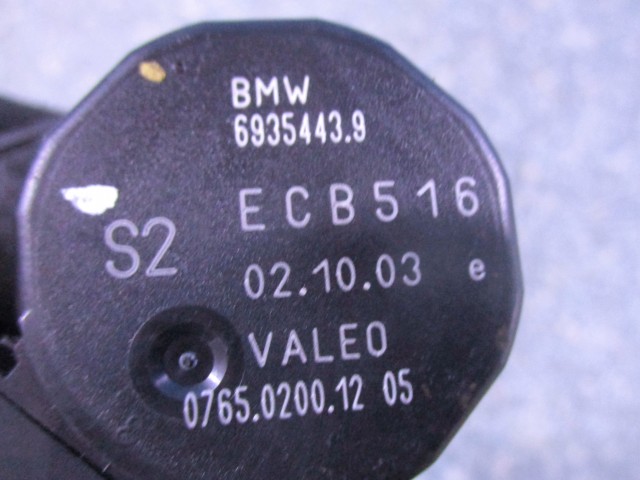 BMW
6935443.9
ECB516
S2
02.10.03 e
VALEO
0765.0200.12 05